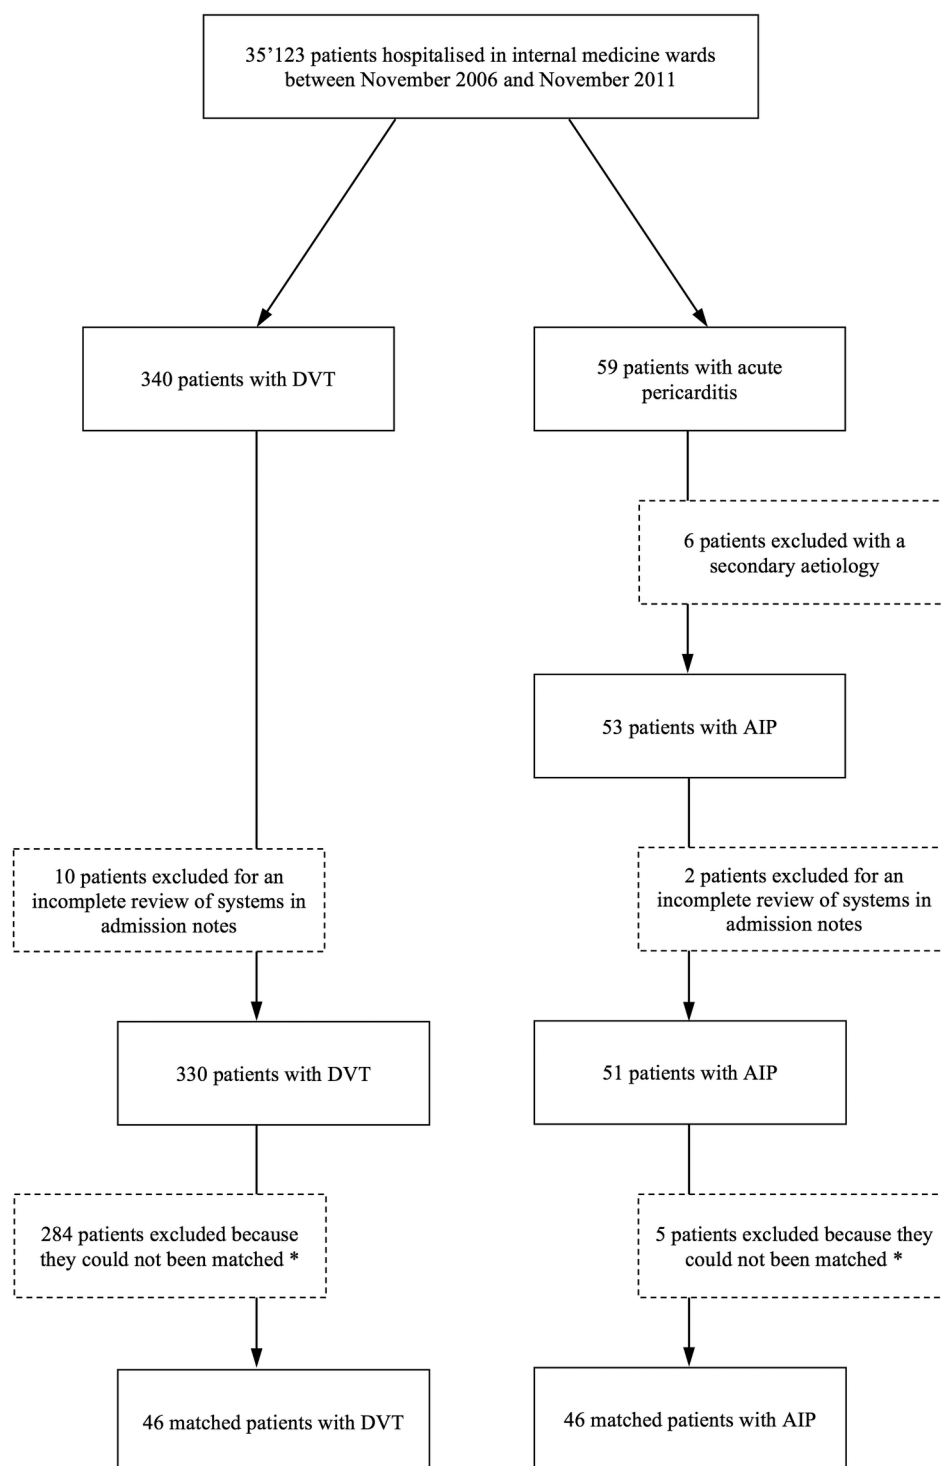 35’123 patients hospitalised in internal medicine wards
between November 2006 and November 2011
340 patients with DVT
59 patients with acute
pericarditis
6 patients excluded with a
secondary aetiology
53 patients with AIP
10 patients excluded for an
incomplete review of systems in
admission notes
2 patients excluded for an
incomplete review of systems in
admission notes
330 patients with DVT
51 patients with AIP
284 patients excluded because
they could not been matched *
5 patients excluded because they
could not been matched *
46 matched patients with DVT
46 matched patients with AIP